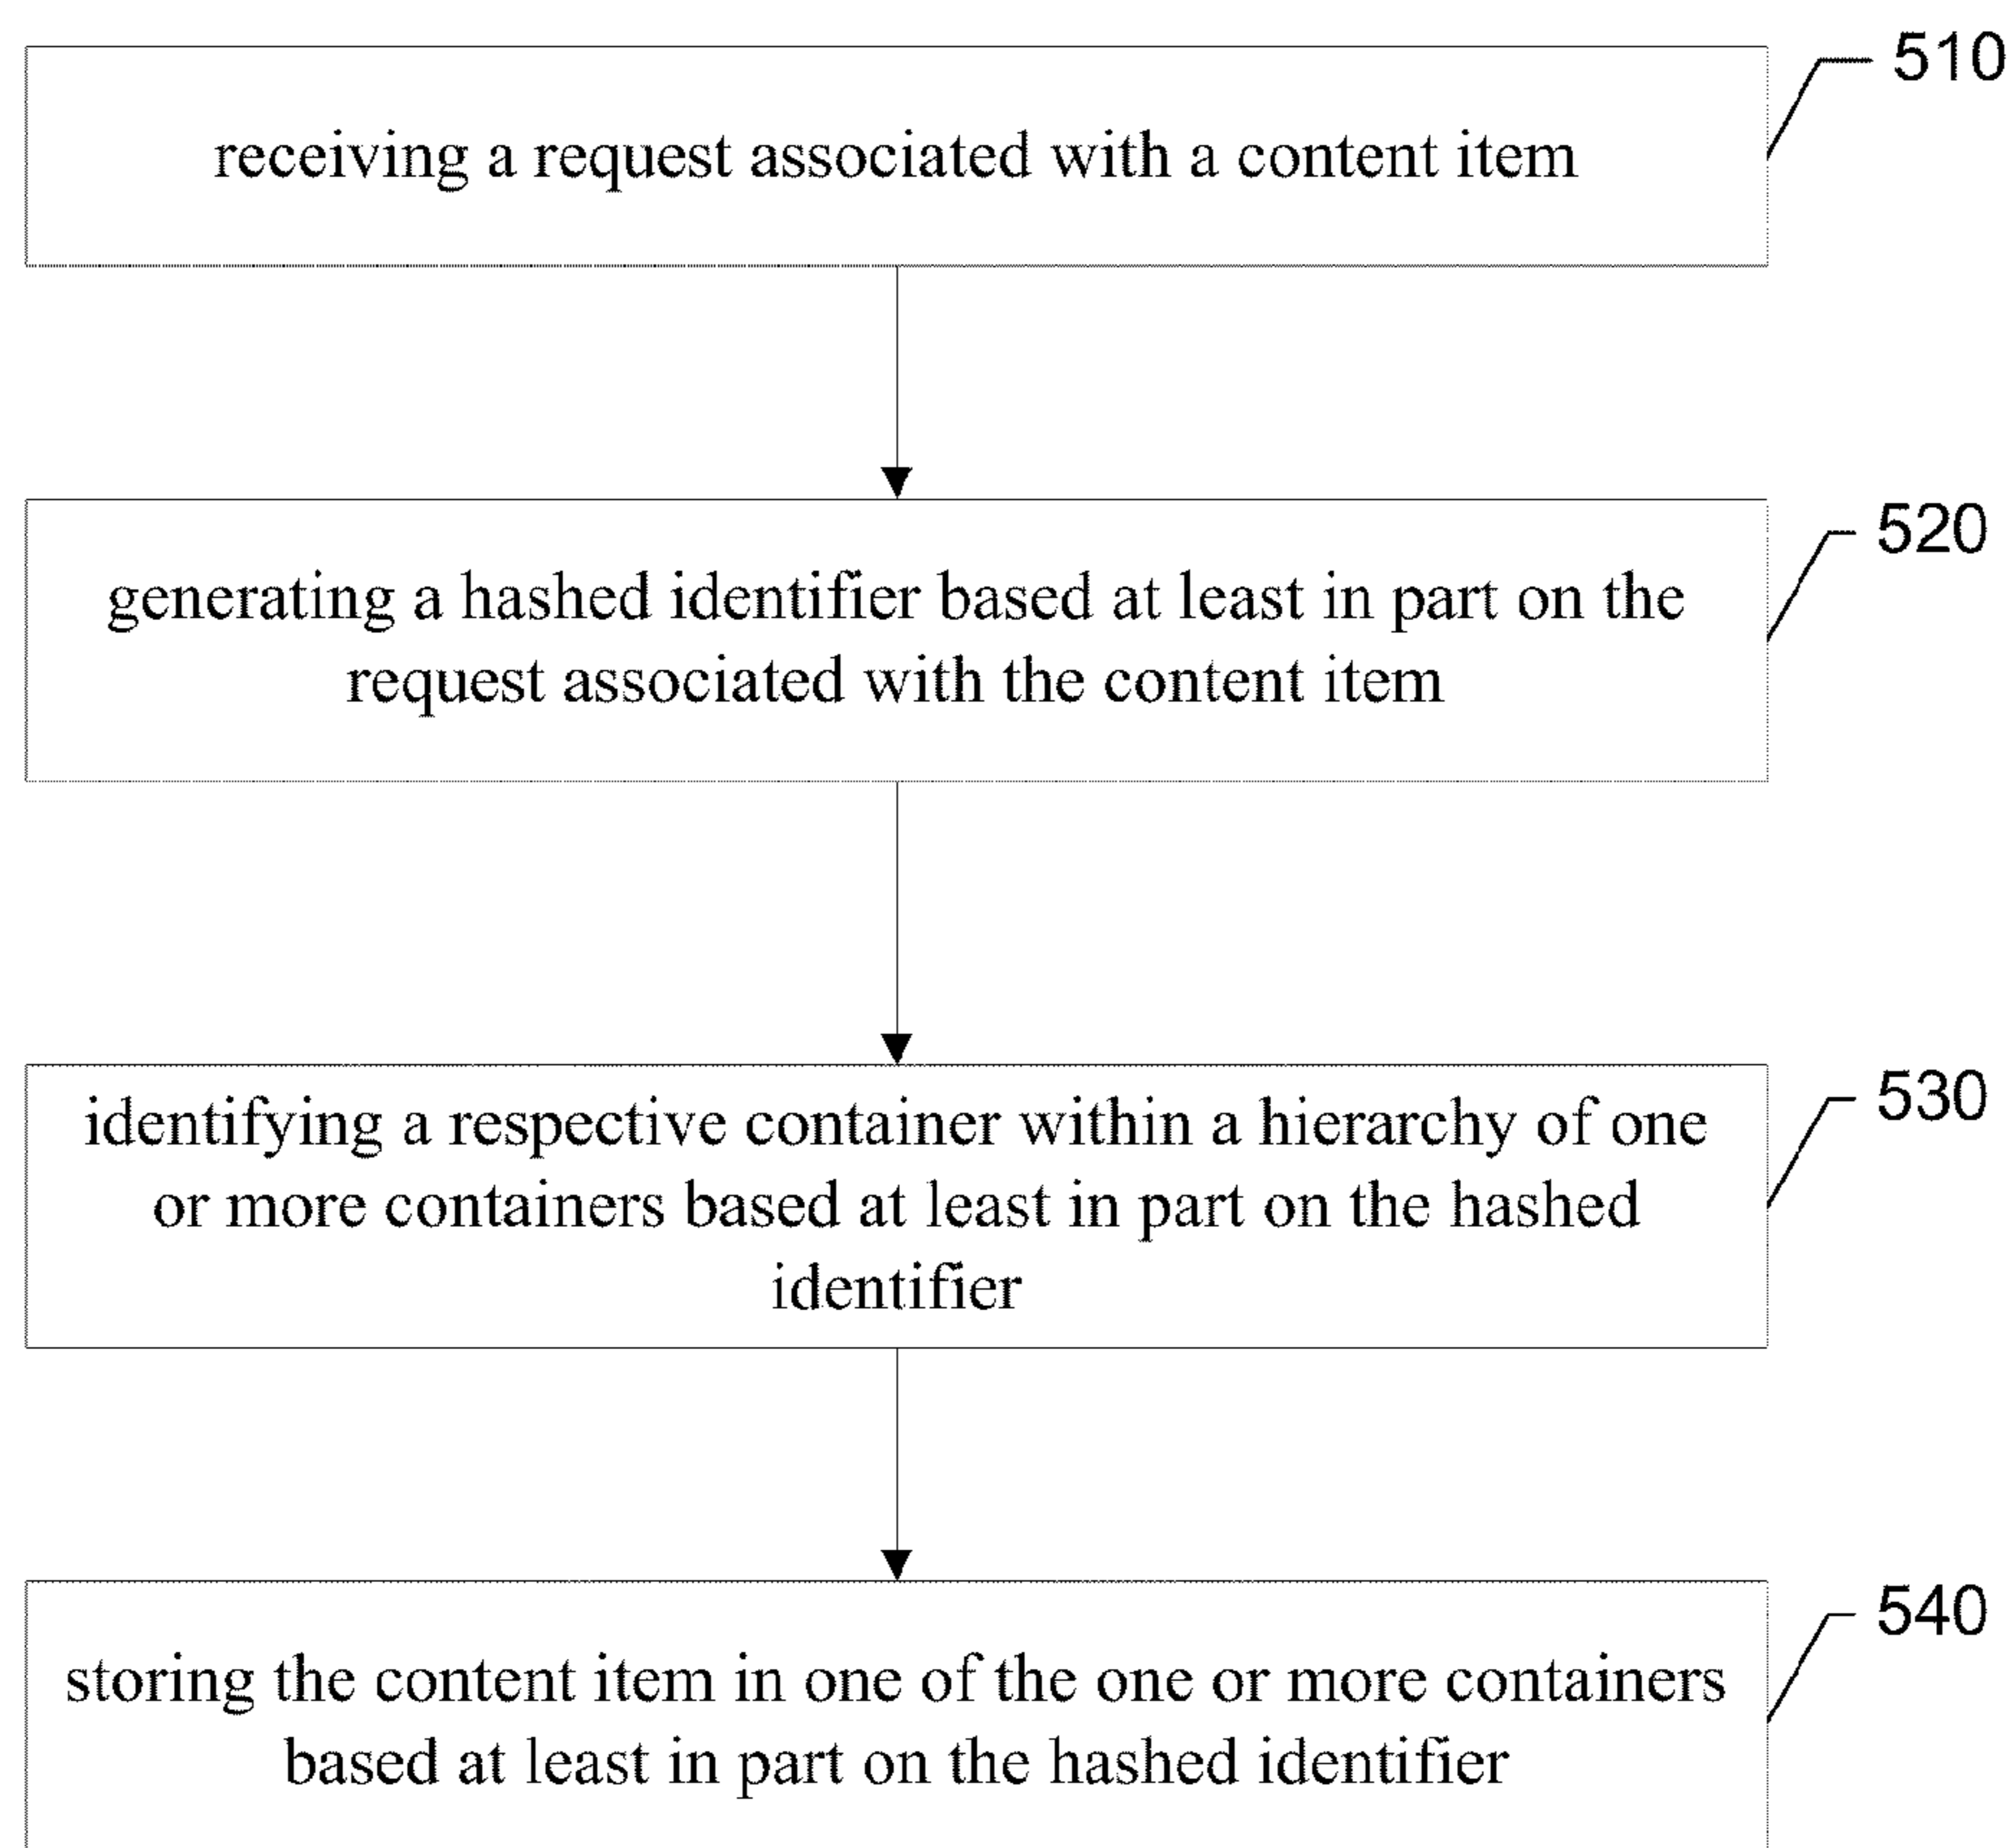 510
receiving a request associated with a content item
520
generating a hashed identifier based at least in part on the
request associated with the content item
530
identifying a respective container within a hierarchy of one
or more containers based at least in part on the hashed
identifier
540
storing the content item in one of the one or more containers
based at least in part on the hashed identifier